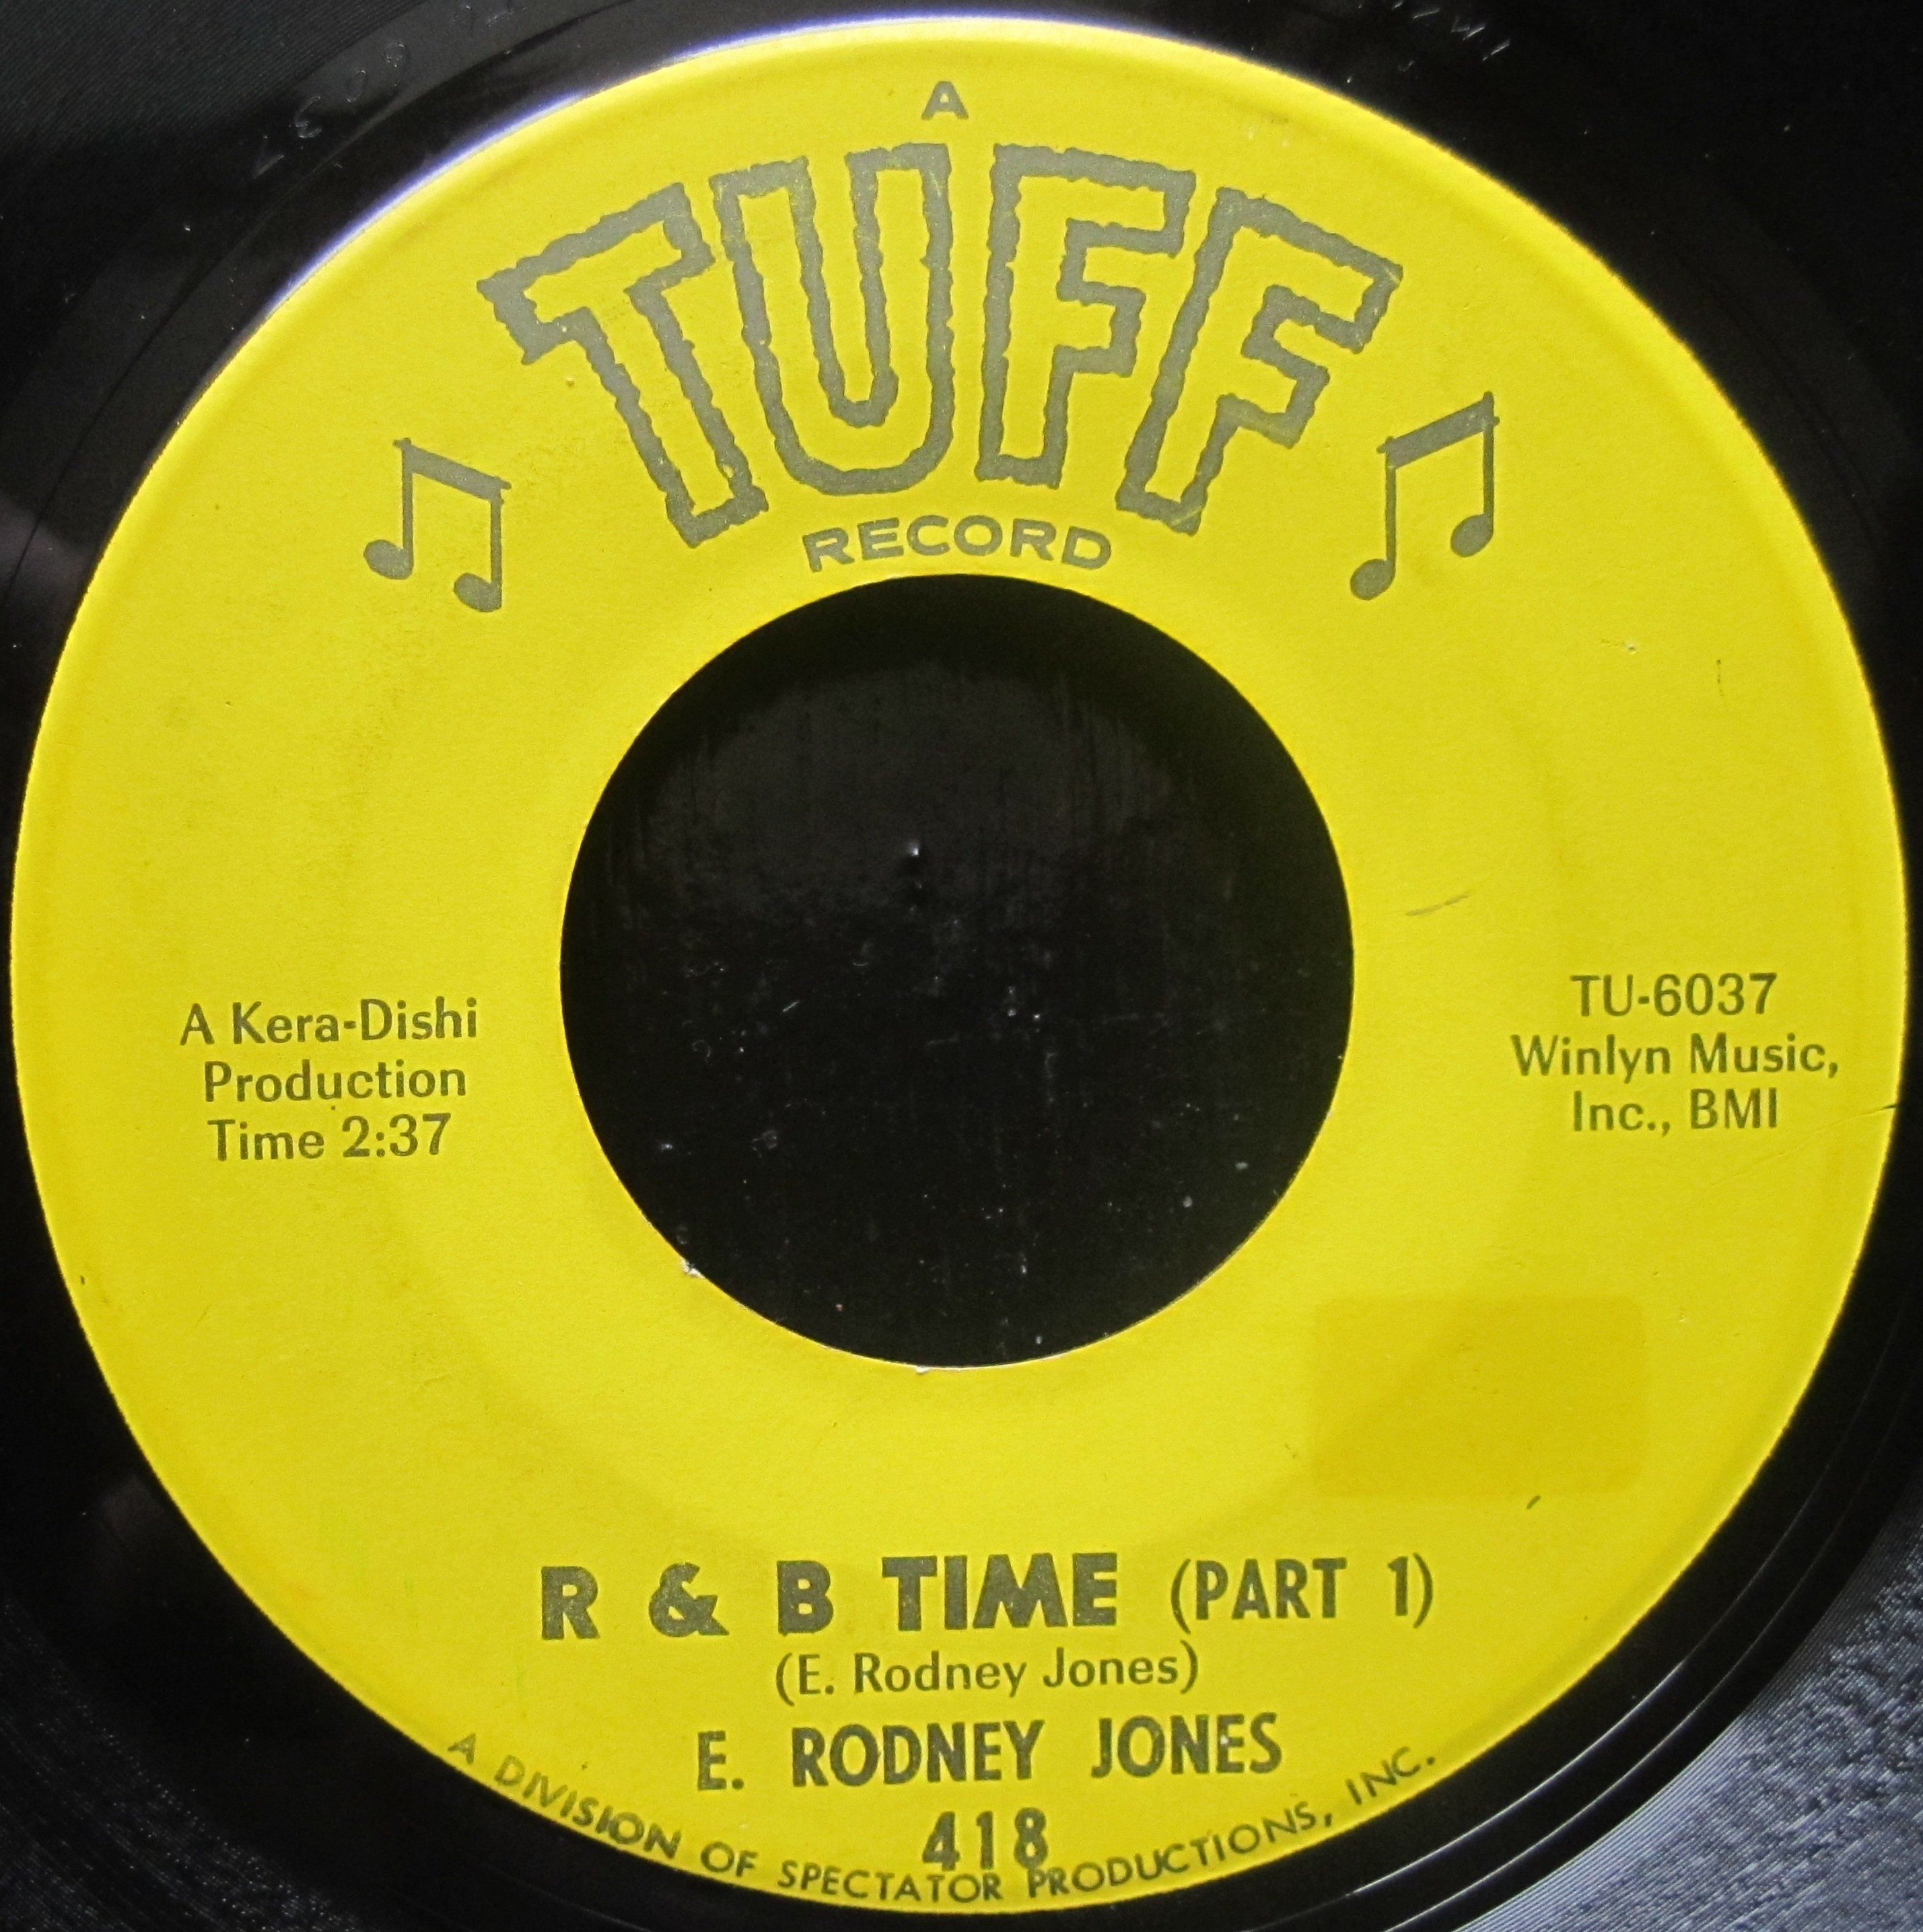 A
TUFF
RECORD
A Kera-Dishi
Production
Time 2:37
TU-6037
Winlyn Music,
Inc., BMI
R & B TIME (PART 1)
(E. Rodney Jones)
E. RODNEY JONES
418
A DIVISION OF SPECTATOR PRODUCTIONS, INC.